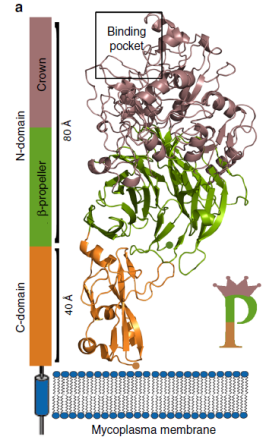 a
Binding
pocket
Crown
N-domain
80 Å
β-propeller
C-domain
40 Å
P
Mycoplasma membrane